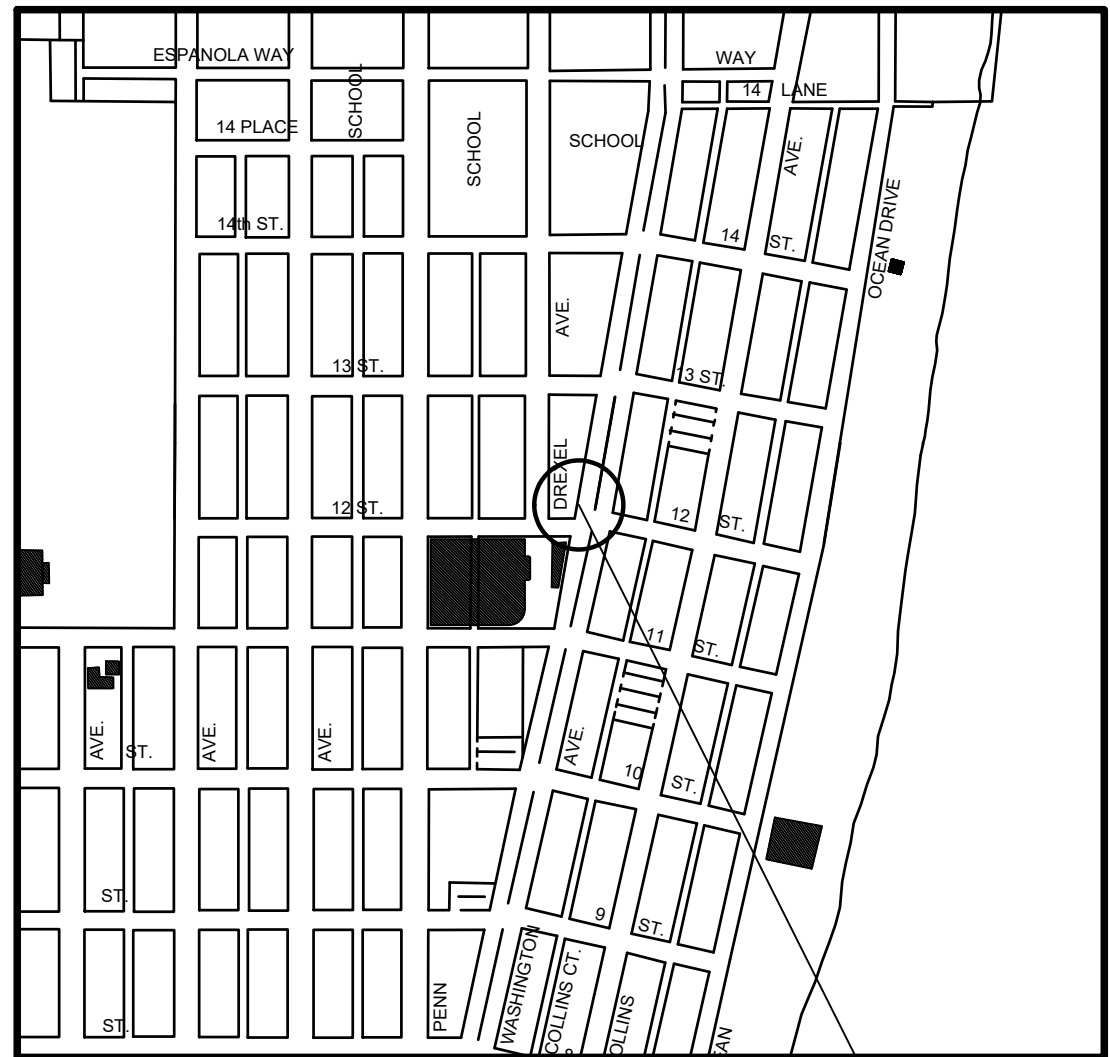 ESPANOLA WAY
WAY
14 LANE
SCHOOL
14 PLACE
SCHOOL
SCHOOL
AVE.
14th ST.
14 ST.
OCEAN DRIVE
AVE.
13 ST.
13 ST.
DREXEL
12 ST.
12 ST.
11 ST.
AVE.
ST.
AVE.
AVE.
AVE.
10 ST.
ST.
9 ST.
WASHINGTON
COLLINS CT.
PENN
OLLINS
EAN
ST.